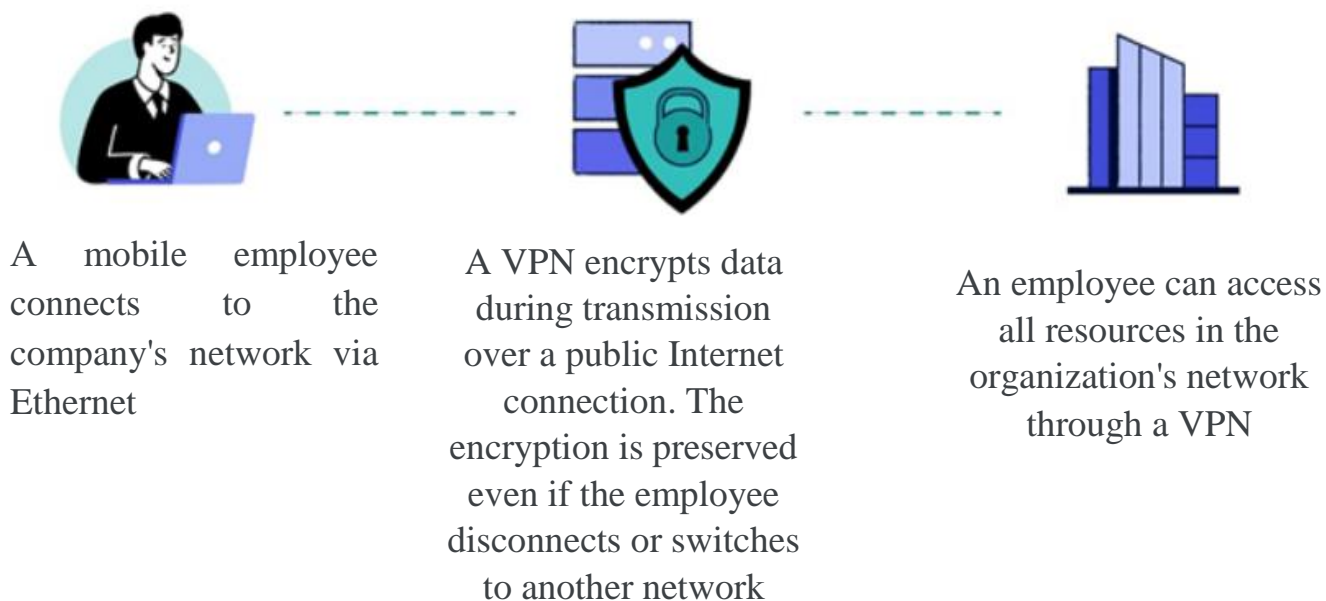 A mobile employee
connects to the
company's network via
Ethernet
A VPN encrypts data
during transmission
over a public Internet
connection. The
encryption is preserved
even if the employee
disconnects or switches
to another network
An employee can access
all resources in the
organization's network
through a VPN